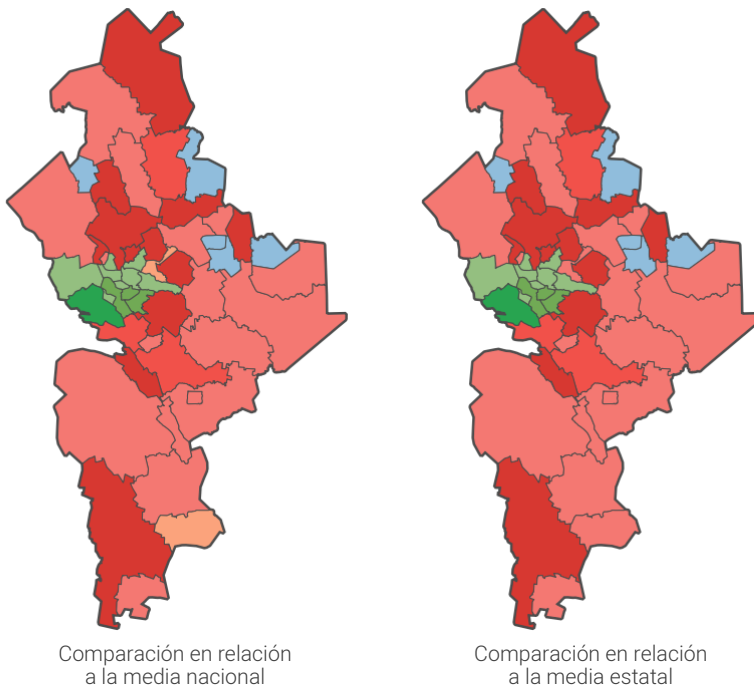 Comparación en relación
a la media nacional
Comparación en relación
a la media estatal